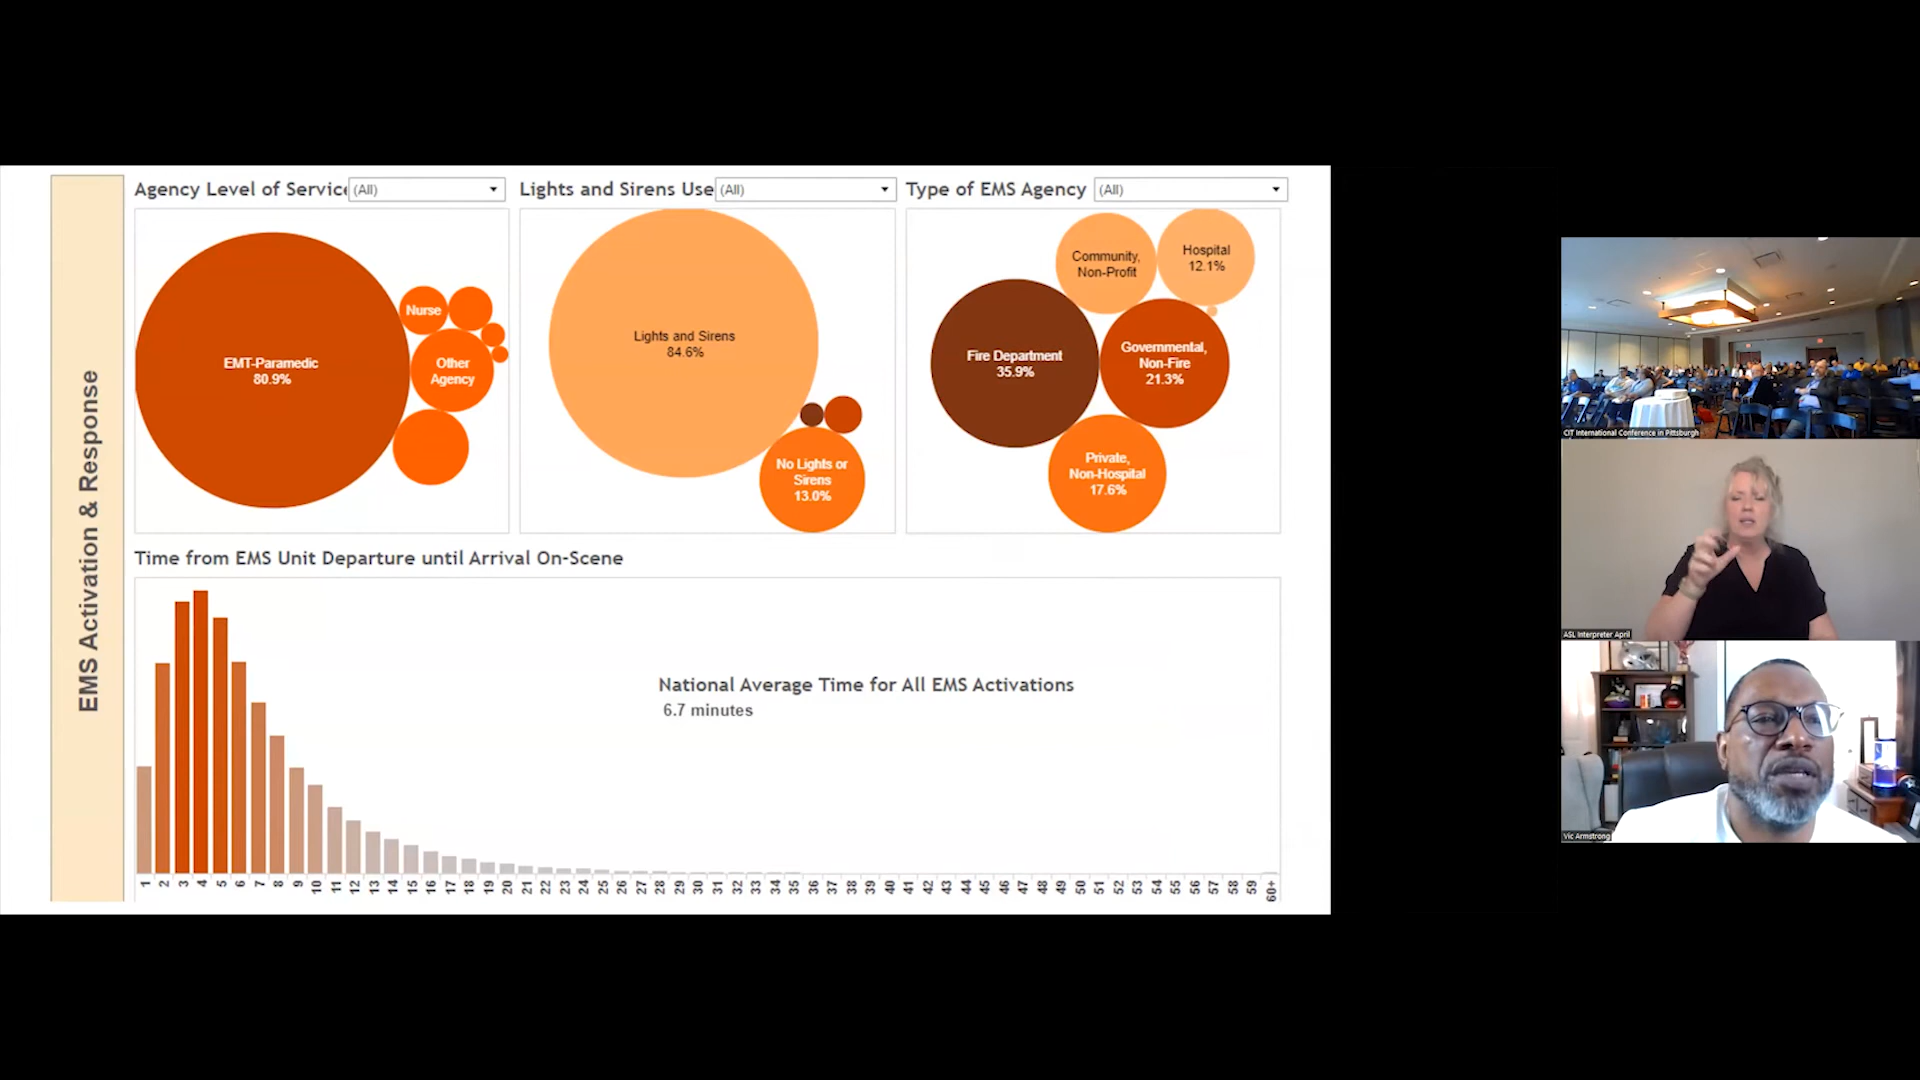 Agency Level of Service
(All)
Lights and Sirens Use
(All)
Type of EMS Agency
(All)
EMS Activation & Response
EMT-Paramedic
80.9%
Nurse
Other
Agency
Lights and Sirens
84.6%
No Lights or
Sirens
13.0%
Community,
Non-Profit
Hospital
12.1%
Fire Department
35.9%
Governmental,
Non-Fire
21.3%
Private,
Non-Hospital
17.6%
Time from EMS Unit Departure until Arrival On-Scene
National Average Time for All EMS Activations
6.7 minutes
1 2 3 4 5 6 7 8 9 10 11 12 13 14 15 16 17 18 19 20 21 22 23 24 25 26 27 28 29 30 31 32 33 34 35 36 37 38 39 40 41 42 43 44 45 46 47 48 49 50 51 52 53 54 55 56 57 58 59 60+
CIT International Conference in Pittsburgh
ASL Interpreter April
Vic Armstrong